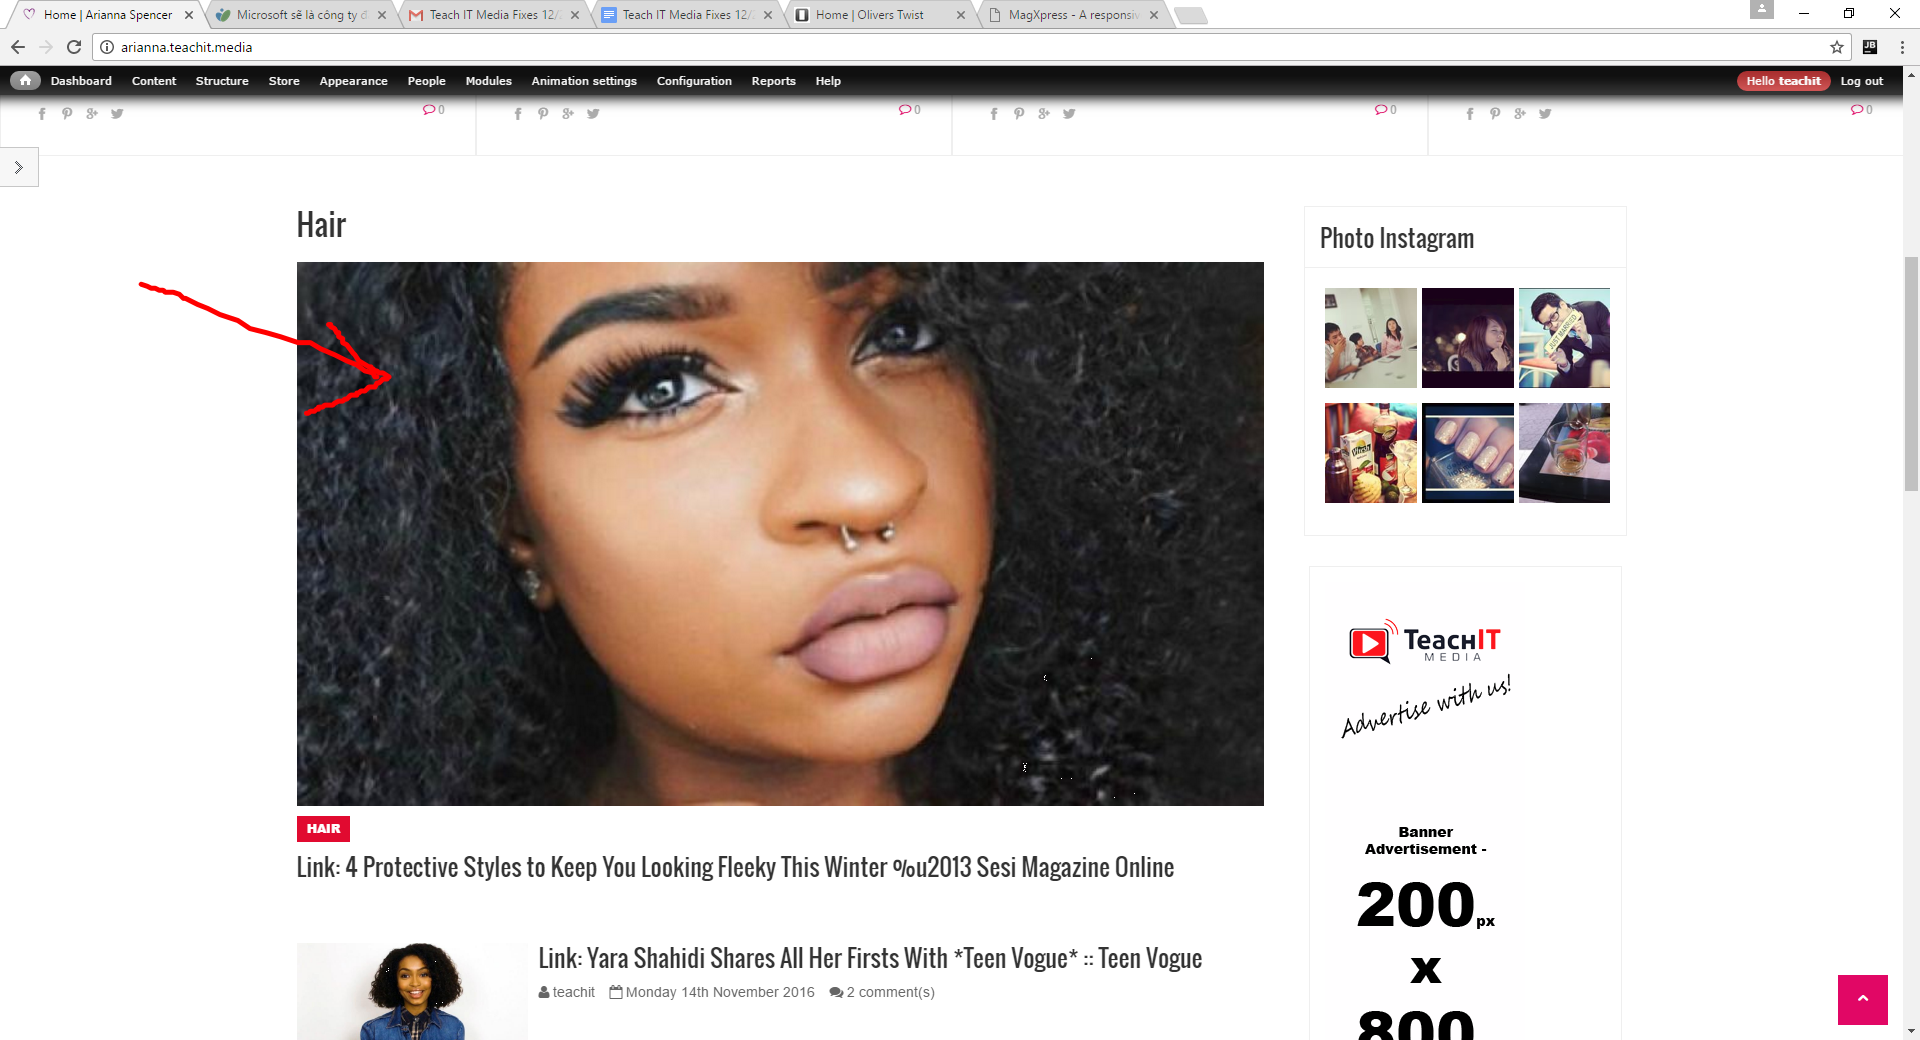 Home | Arianna Spencer
Microsoft sẽ là công ty đ
Teach IT Media Fixes 12/
Teach IT Media Fixes 12/
Home | Olivers Twist
MagXpress - A responsiv
arianna.teachit.media
JB
Dashboard Content Structure Store Appearance People Modules Animation settings Configuration Reports Help
Hello teachit Log out
0 0 0 0
Hair
Photo Instagram
JUST MARRIED
TEACHIT
MEDIA
Advertise with us!
Banner
Advertisement -
200px
x
800
HAIR
Link: 4 Protective Styles to Keep You Looking Fleeky This Winter %u2013 Sesi Magazine Online
Link: Yara Shahidi Shares All Her Firsts With *Teen Vogue* :: Teen Vogue
teachit Monday 14th November 2016 2 comment(s)